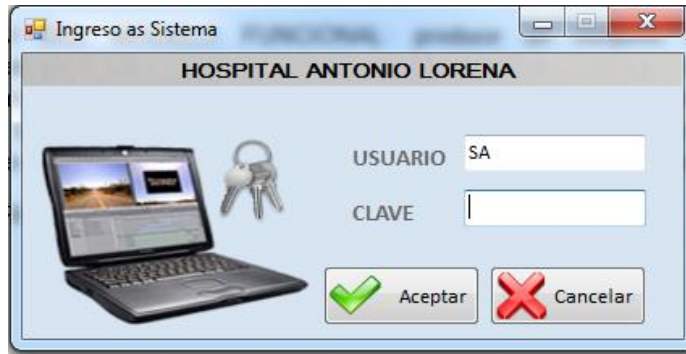 Ingreso as Sistema
HOSPITAL ANTONIO LORENA
USUARIO SA
CLAVE
Aceptar Cancelar